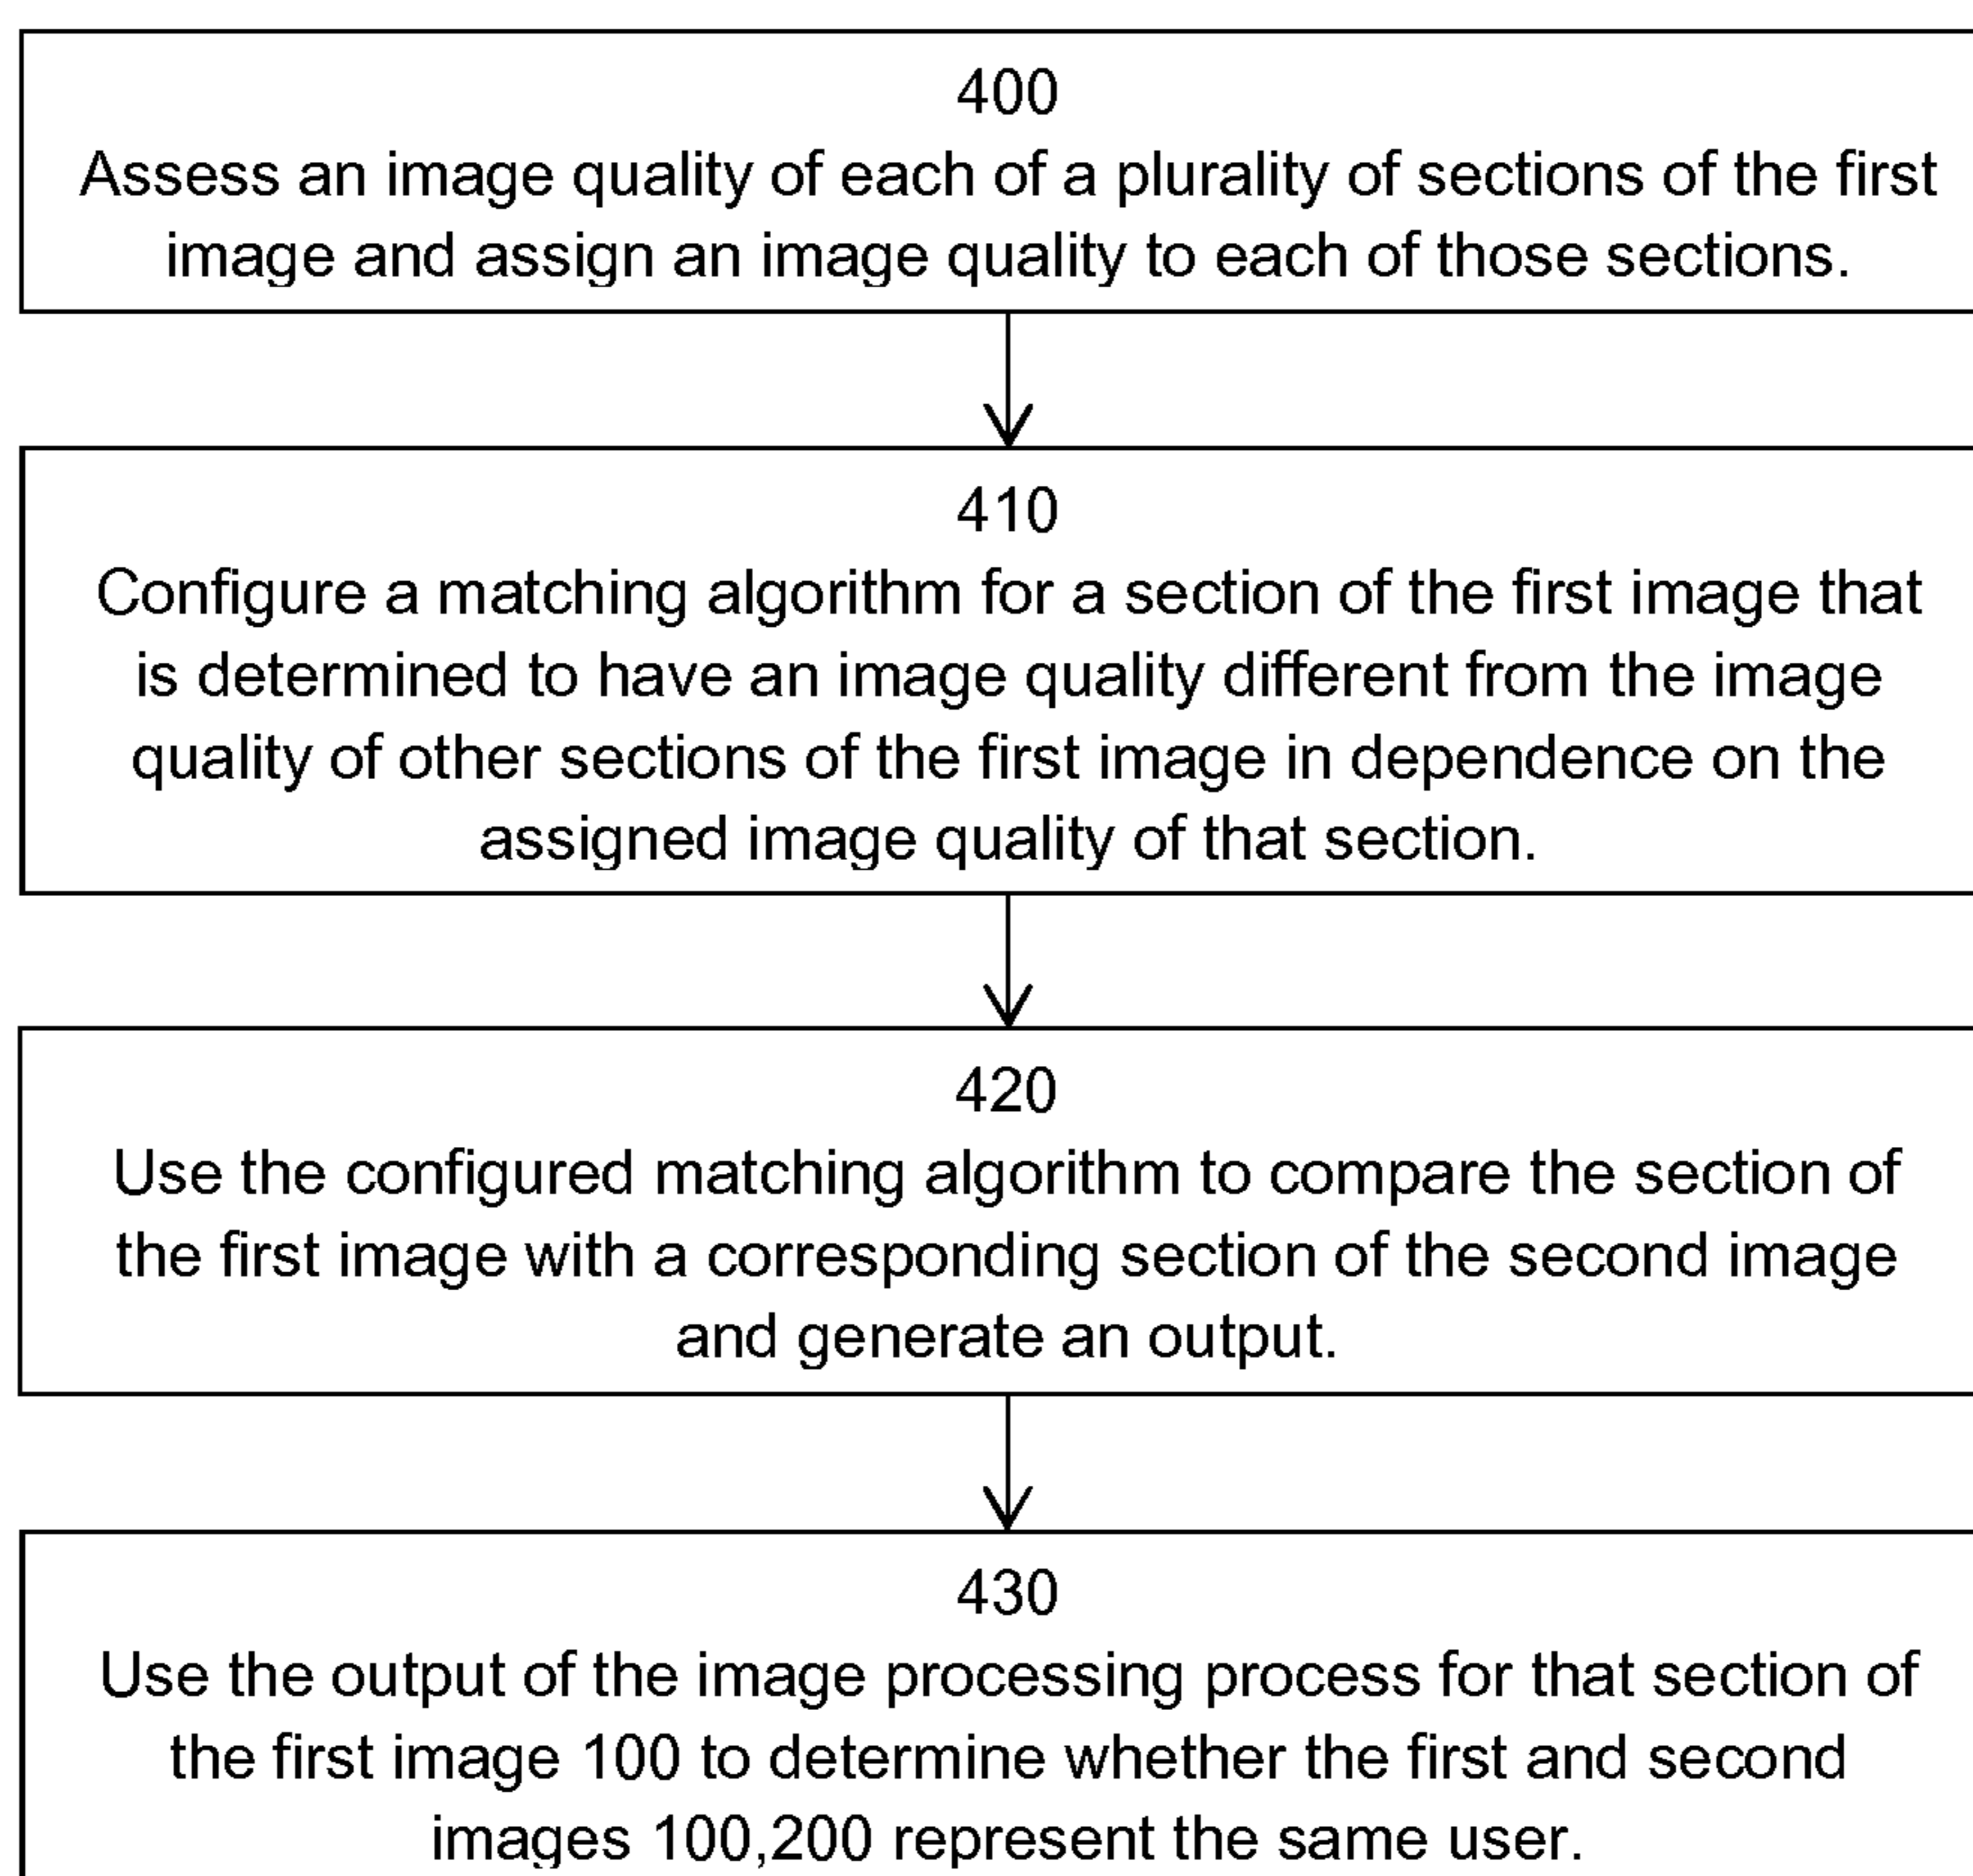 400
Assess an image quality of each of a plurality of sections of the first
image and assign an image quality to each of those sections.
410
Configure a matching algorithm for a section of the first image that
is determined to have an image quality different from the image
quality of other sections of the first image in dependence on the
assigned image quality of that section.
420
Use the configured matching algorithm to compare the section of
the first image with a corresponding section of the second image
and generate an output.
430
Use the output of the image processing process for that section of
the first image 100 to determine whether the first and second
images 100,200 represent the same user.